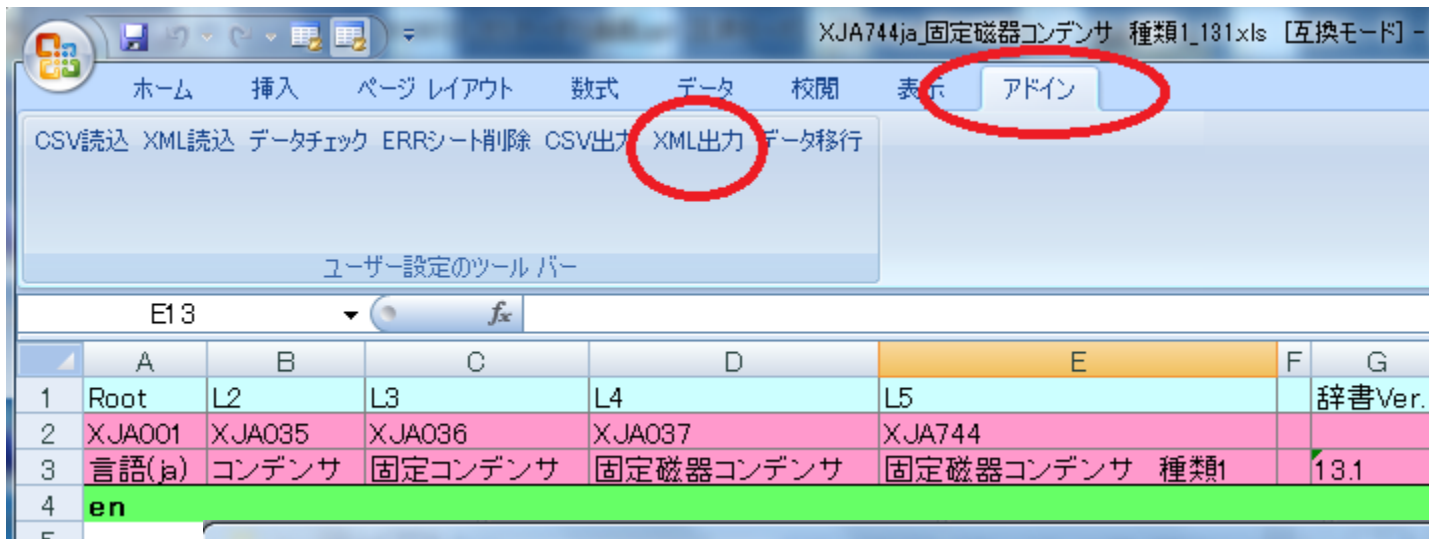 XJA744ja_固定磁器コンデンサ 種類1_131xls [互換モード] -
ホーム 挿入 ページ レイアウト 数式 データ 校閲 表示 アドイン
CSV読込 XML読込 データチェック ERRシート削除 CSV出力 XML出力 データ移行
ユーザー設定のツール バー
E13 fx
A B C D E F G
1 Root L2 L3 L4 L5 辞書Ver.
2 XJA001 XJA035 XJA036 XJA037 XJA744
3 言語(ja) コンデンサ 固定コンデンサ 固定磁器コンデンサ 固定磁器コンデンサ 種類1 13.1
4 en